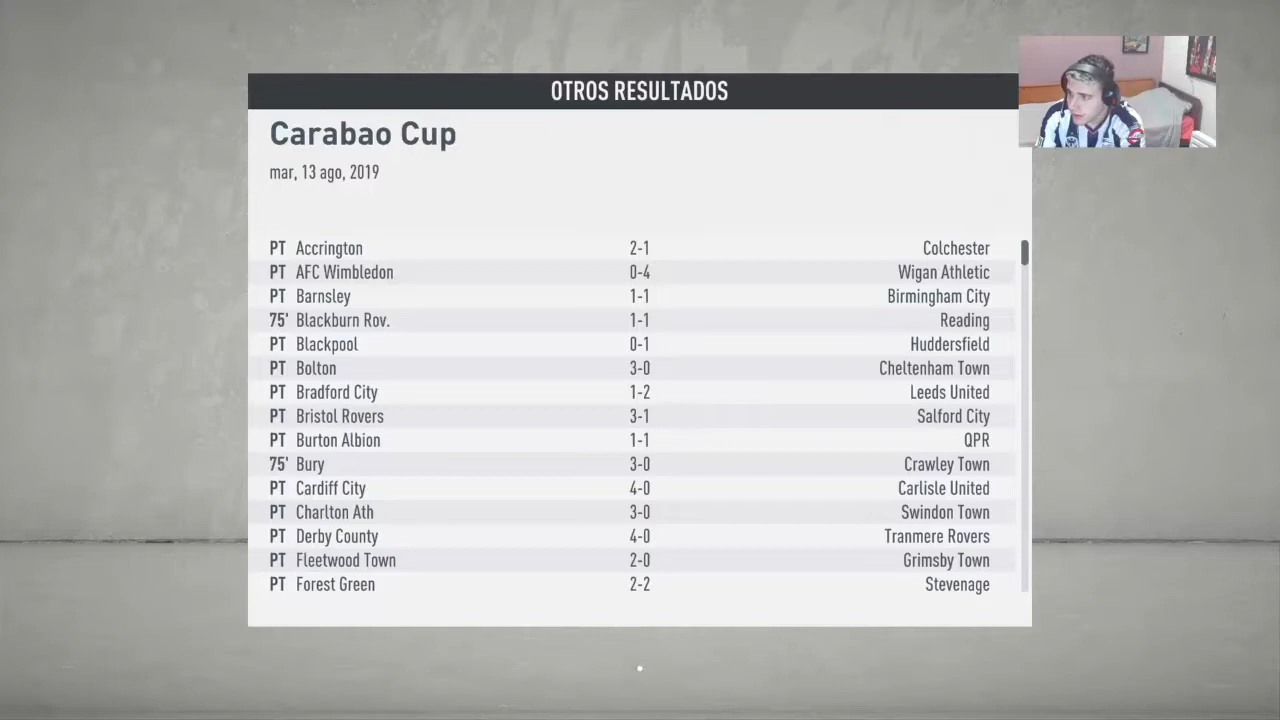 OTROS RESULTADOS
Carabao Cup
mar, 13 ago, 2019
PT Accrington 2-1 Colchester
PT AFC Wimbledon 0-4 Wigan Athletic
PT Barnsley 1-1 Birmingham City
75' Blackburn Rov. 1-1 Reading
PT Blackpool 0-1 Huddersfield
PT Bolton 3-0 Cheltenham Town
PT Bradford City 1-2 Leeds United
PT Bristol Rovers 3-1 Salford City
PT Burton Albion 1-1 QPR
75' Bury 3-0 Crawley Town
PT Cardiff City 4-0 Carlisle United
PT Charlton Ath 3-0 Swindon Town
PT Derby County 4-0 Tranmere Rovers
PT Fleetwood Town 2-0 Grimsby Town
PT Forest Green 2-2 Stevenage